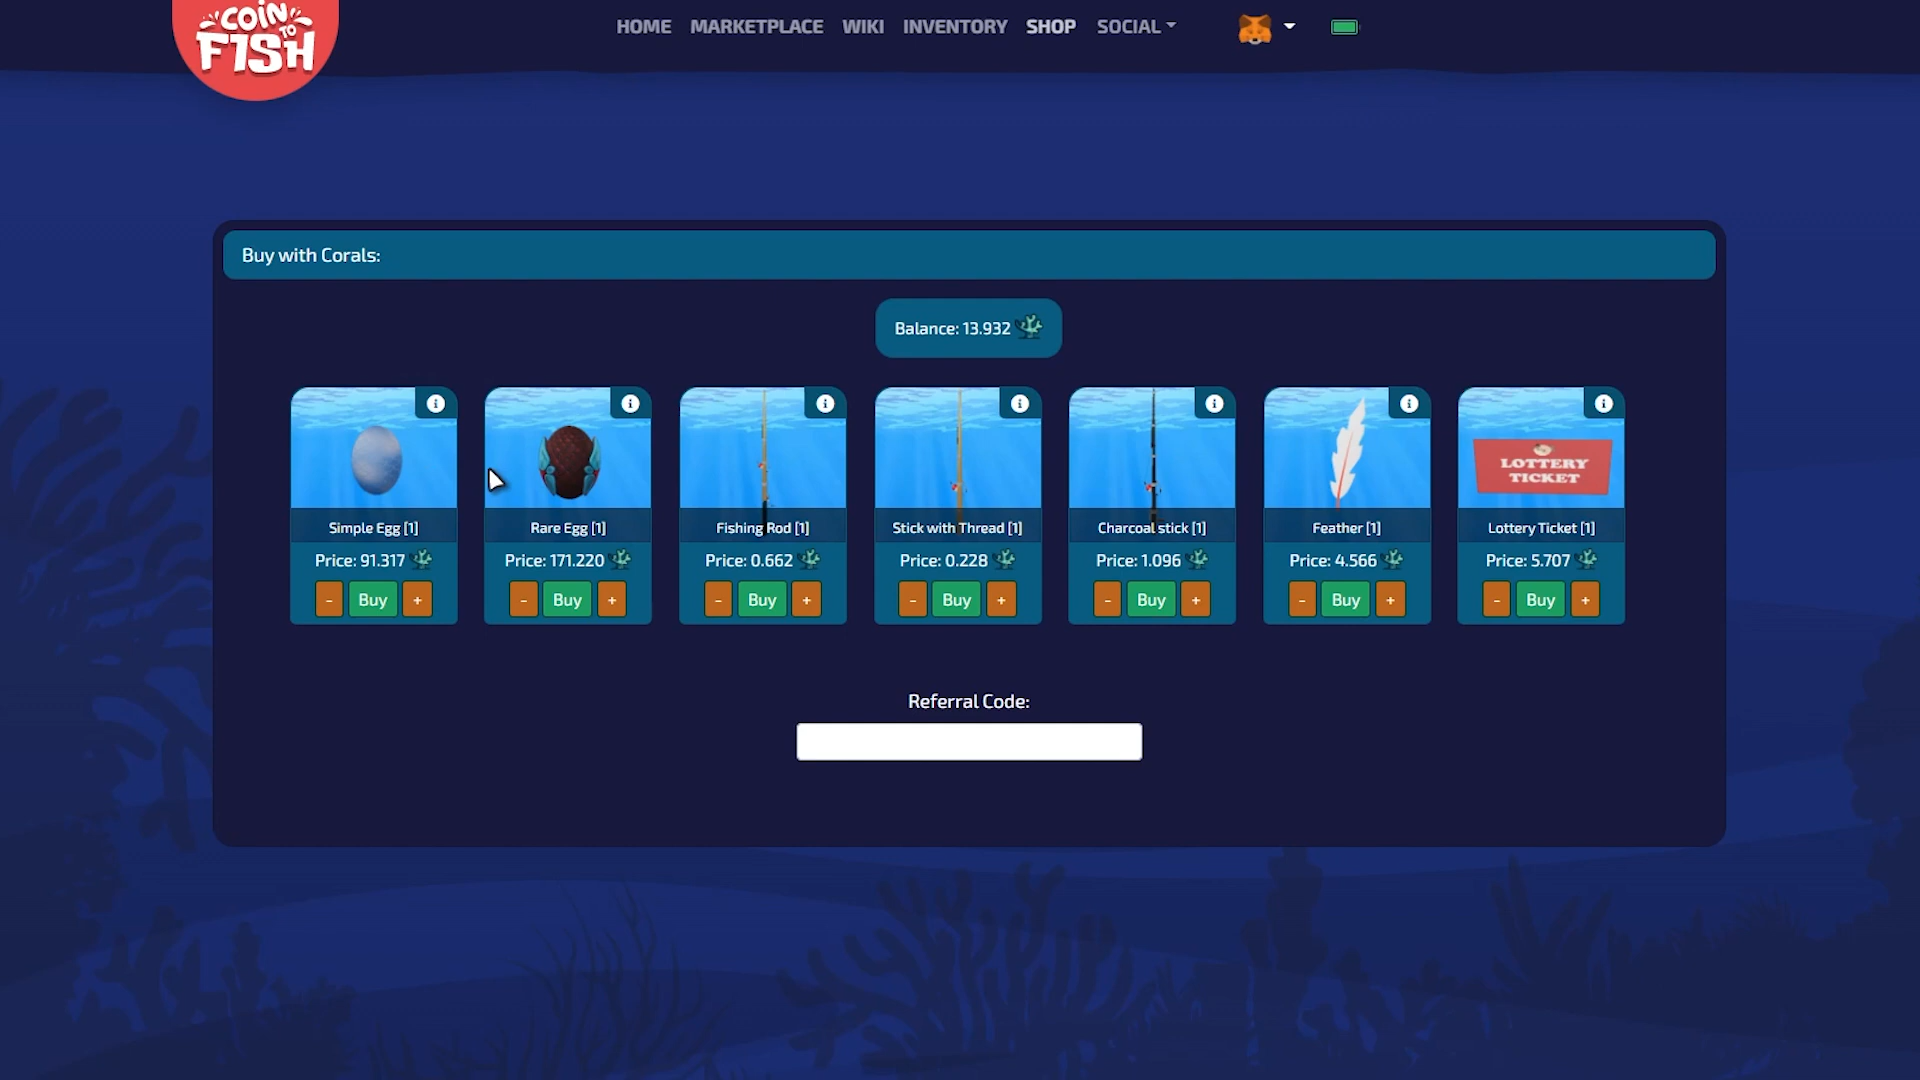 COIN
TO
FISH
HOME MARKETPLACE WIKI INVENTORY SHOP SOCIAL
Buy with Corals:
Balance: 13.932
LOTTERY
TICKET
Simple Egg [1] Rare Egg [1] Fishing Rod [1] Stick with Thread [1] Charcoal stick [1] Feather [1] Lottery Ticket [1]
Price: 91.317 Price: 171.220 Price: 0.662 Price: 0.228 Price: 1.096 Price: 4.566 Price: 5.707
- Buy + - Buy + - Buy + - Buy + - Buy + - Buy + - Buy +
Referral Code: